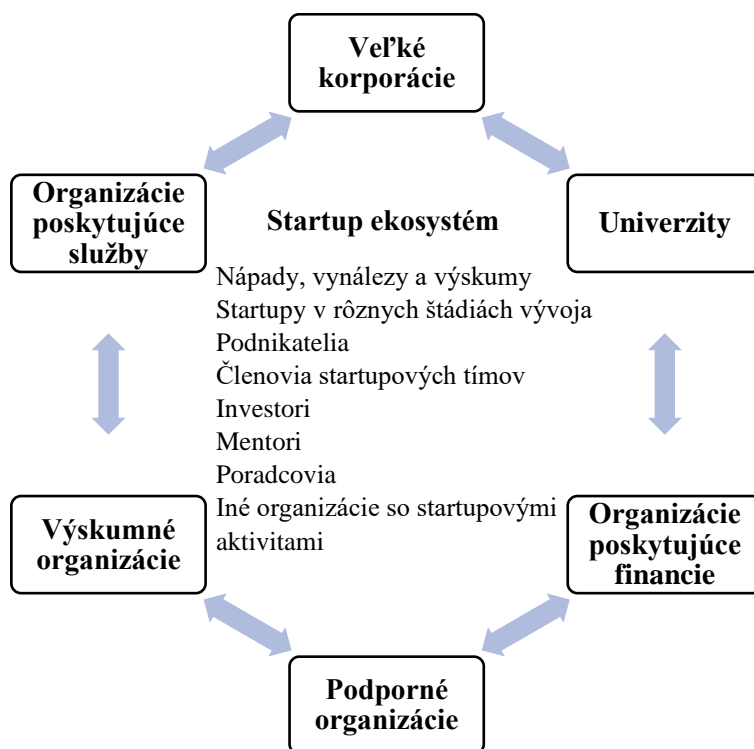 Veľké
korporácie
Organizácie
poskytujúce
služby
Startup ekosystém
Univerzity
Nápady, vynálezy a výskumy
Startupy v rôznych štádiách vývoja
Podnikatelia
Členovia startupových tímov
Investori
Mentori
Poradcovia
Iné organizácie so startupovými
aktivitami
Výskumné
organizácie
Organizácie
poskytujúce
financie
Podporné
organizácie